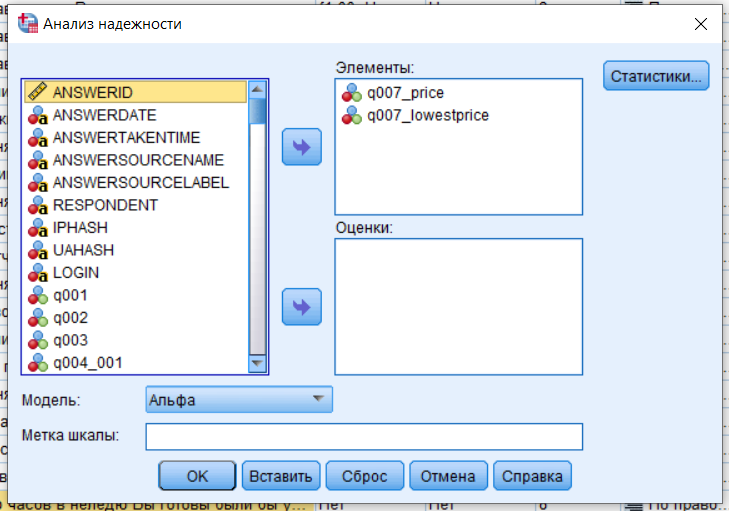 Анализ надежности
Элементы:
Статистики...
ANSWERID
ANSWERDATE
ANSWERTAKENTIME
ANSWERSOURCENAME
ANSWERSOURCELABEL
RESPONDENT
IPHASH
UAHASH
LOGIN
q001
q002
q003
q004_001
q007_price
q007_lowestprice
Оценки:
Модель:
Альфа
Метка шкалы:
OK
Вставить
Сброс
Отмена
Справка